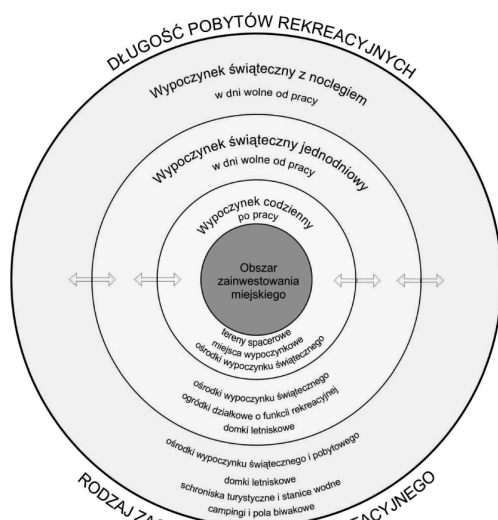 DŁUGOŚĆ POBYTÓW REKREACYJNYCH
Wypoczynek świąteczny z noclegiem
w dni wolne od pracy
Wypoczynek świąteczny jednodniowy
w dni wolne od pracy
Wypoczynek codzienny
po pracy
Obszar
zainwestowania
miejskiego
tereny spacerowe
miejsca wypoczynkowe
ośrodki wypoczynku świątecznego
ośrodki wypoczynku świątecznego
ogródki działkowe o funkcji rekreacyjnej
domki letniskowe
ośrodki wypoczynku świątecznego i pobytowego
domki letniskowe
schroniska turystyczne i stanice wodne
campingi i pola biwakowe
RODZAJ